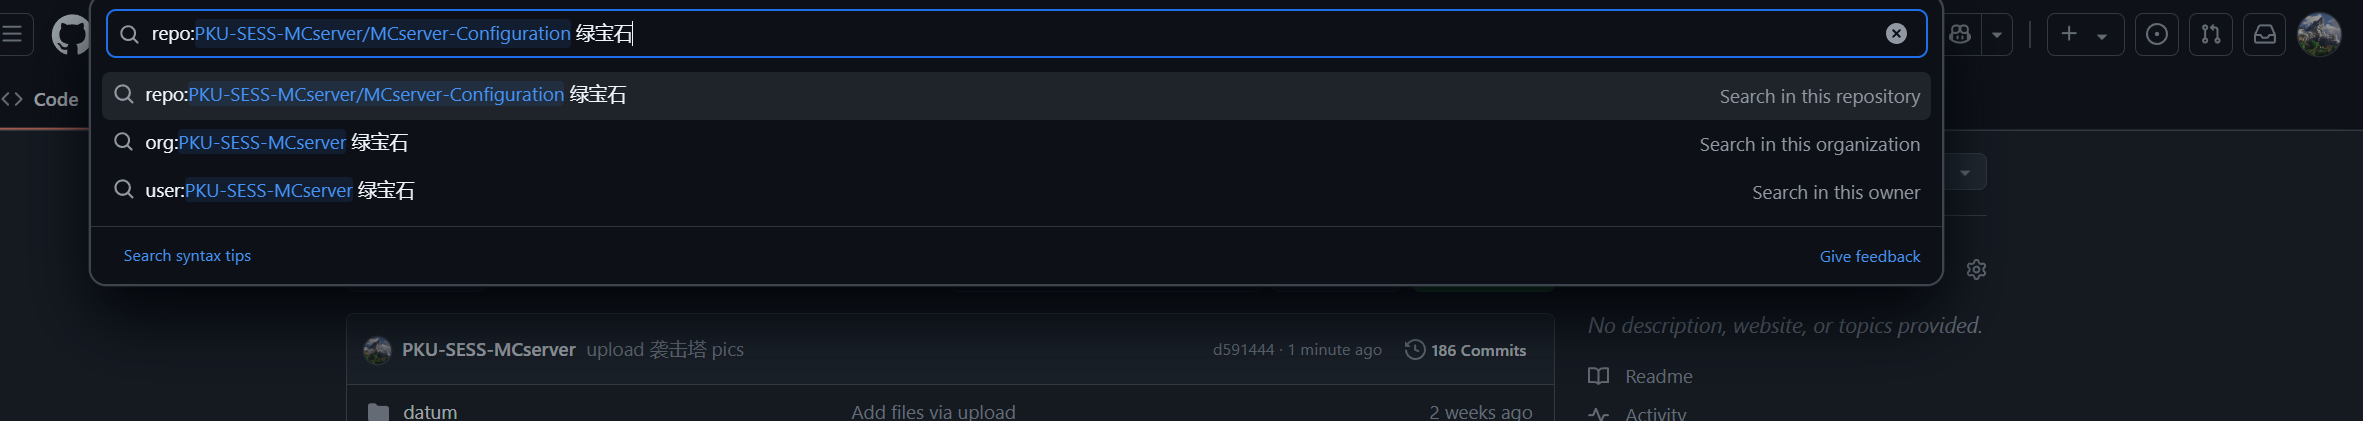 repo:PKU-SESS-MCserver/MCserver-Configuration 绿宝石
repo:PKU-SESS-MCserver/MCserver-Configuration 绿宝石 Search in this repository
Code
org:PKU-SESS-MCserver 绿宝石 Search in this organization
user:PKU-SESS-MCserver 绿宝石 Search in this owner
Search syntax tips Give feedback
No description, website, or topics provided.
PKU-SESS-MCserver upload 袭击塔 pics d591444 · 1 minute ago 186 Commits
Readme
datum Add files via upload 2 weeks ago
Activity